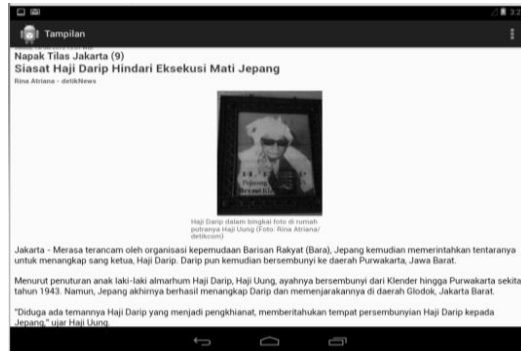 Tampilan
Napak Tilas Jakarta (9)
Siasat Haji Darip Hindari Eksekusi Mati Jepang
Rina Atriana - detikNews
Haji Darip dalam bingkai foto di rumah
putranya Haji Uung (Foto: Rina Atriana/
detikcom)
Jakarta - Merasa terancam oleh organisasi kepemudaan Barisan Rakyat (Bara), Jepang kemudian memerintahkan tentaranya
untuk menangkap sang ketua, Haji Darip. Darip pun kemudian bersembunyi ke daerah Purwakarta, Jawa Barat.
Menurut penuturan anak laki-laki almarhum Haji Darip, Haji Uung, ayahnya bersembunyi dari Klender hingga Purwakarta sekita
tahun 1943. Namun, Jepang akhirnya berhasil menangkap Darip dan memenjarakannya di daerah Glodok, Jakarta Barat.
"Diduga ada temannya Haji Darip yang menjadi pengkhianat, memberitahukan tempat persembunyian Haji Darip kepada
Jepang," ujar Haji Uung.